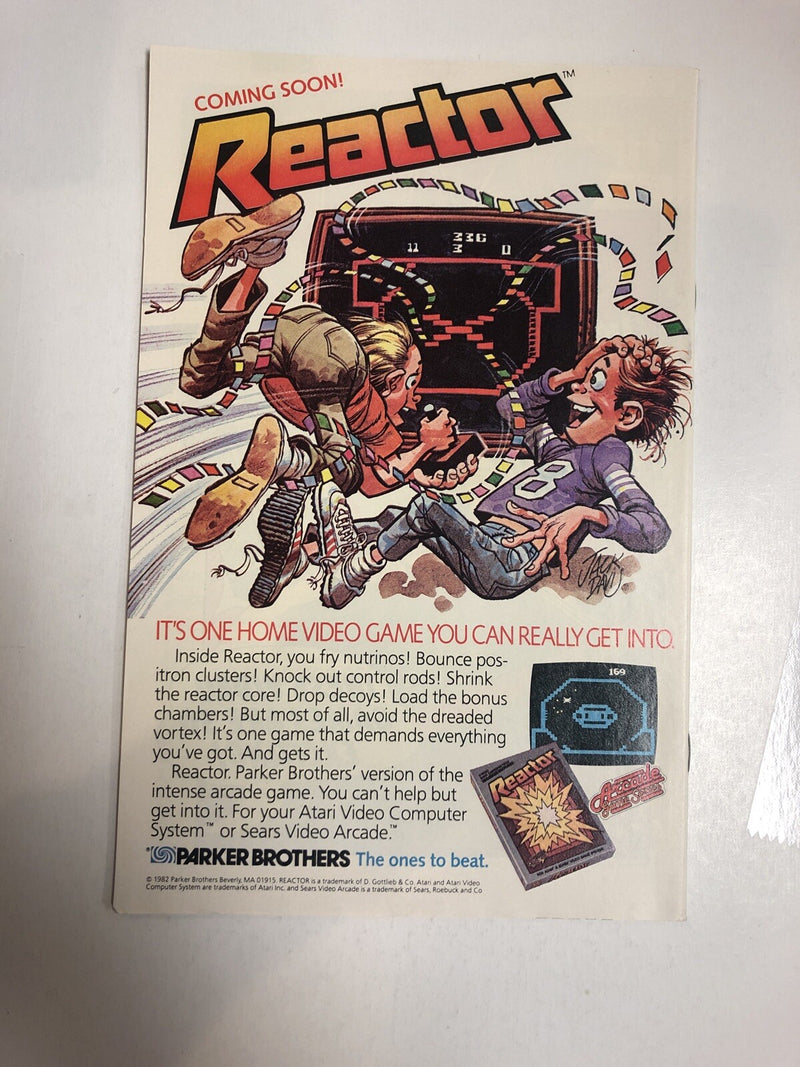 COMING SOON!
Reactor™
336
11 3 0
8
JACK DAVIS
IT'S ONE HOME VIDEO GAME YOU CAN REALLY GET INTO.
Inside Reactor, you fry nutrinos! Bounce pos-
itron clusters! Knock out control rods! Shrink
the reactor core! Drop decoys! Load the bonus
chambers! But most of all, avoid the dreaded
vortex! It's one game that demands everything
you've got. And gets it.
169
Reactor. Parker Brothers' version of the
intense arcade game. You can't help but
get into it. For your Atari Video Computer
System™ or Sears Video Arcade.™
Reactor
Arcade
PARKER BROTHERS The ones to beat.
© 1982 Parker Brothers Beverly, MA 01915. REACTOR is a trademark of D. Gottlieb & Co. Atari and Atari Video
Computer System are trademarks of Atari Inc. and Sears Video Arcade is a trademark of Sears, Roebuck and Co